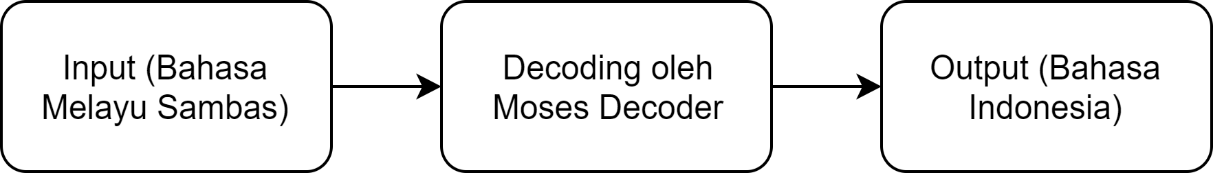 Input (Bahasa
Melayu Sambas)
Decoding oleh
Moses Decoder
Output (Bahasa
Indonesia)